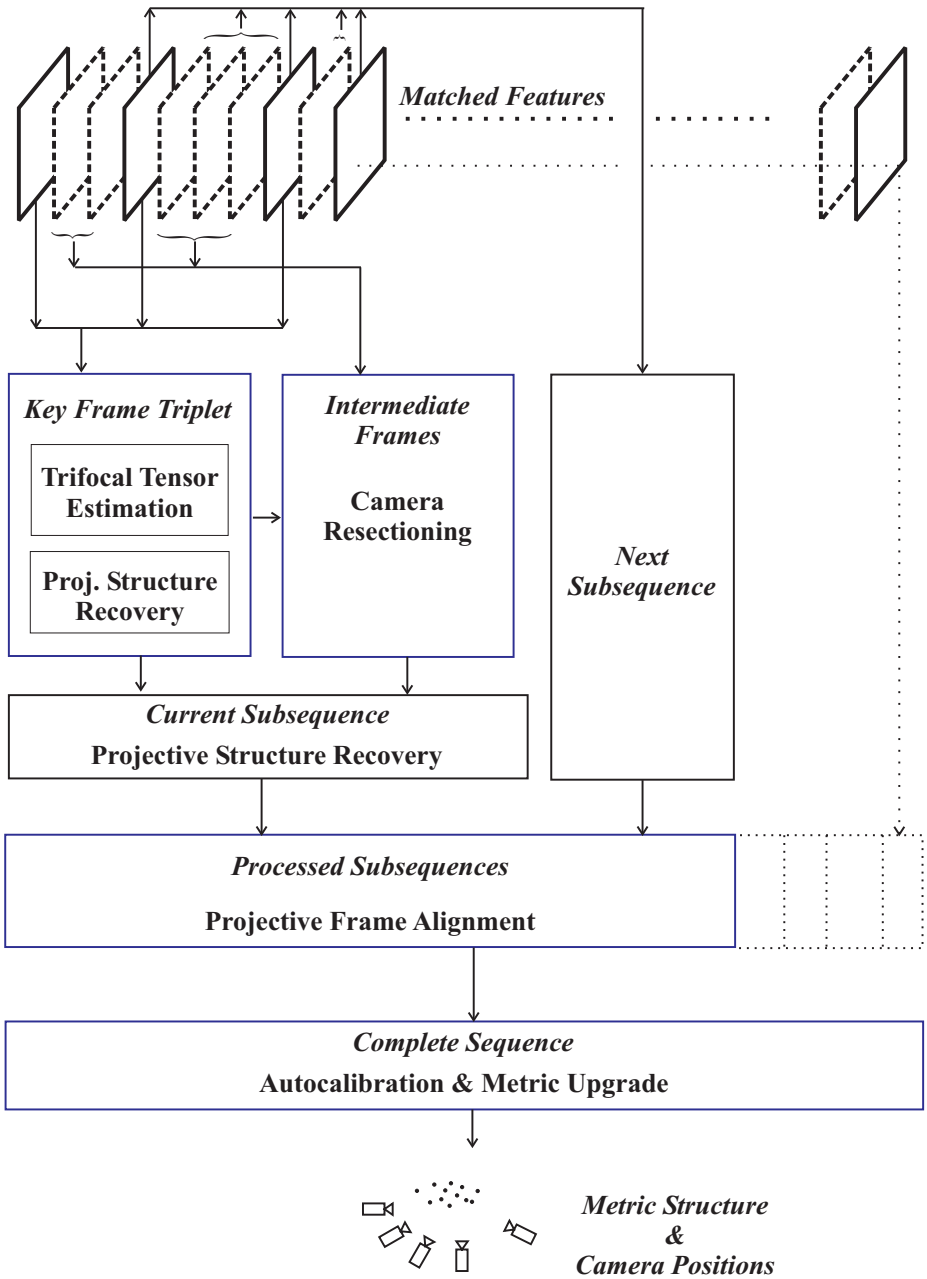 Matched Features
Key Frame Triplet
Trifocal Tensor
Estimation
Proj. Structure
Recovery
Intermediate
Frames
Camera
Resectioning
Next
Subsequence
Current Subsequence
Projective Structure Recovery
Processed Subsequences
Projective Frame Alignment
Complete Sequence
Autocalibration & Metric Upgrade
Metric Structure
&
Camera Positions